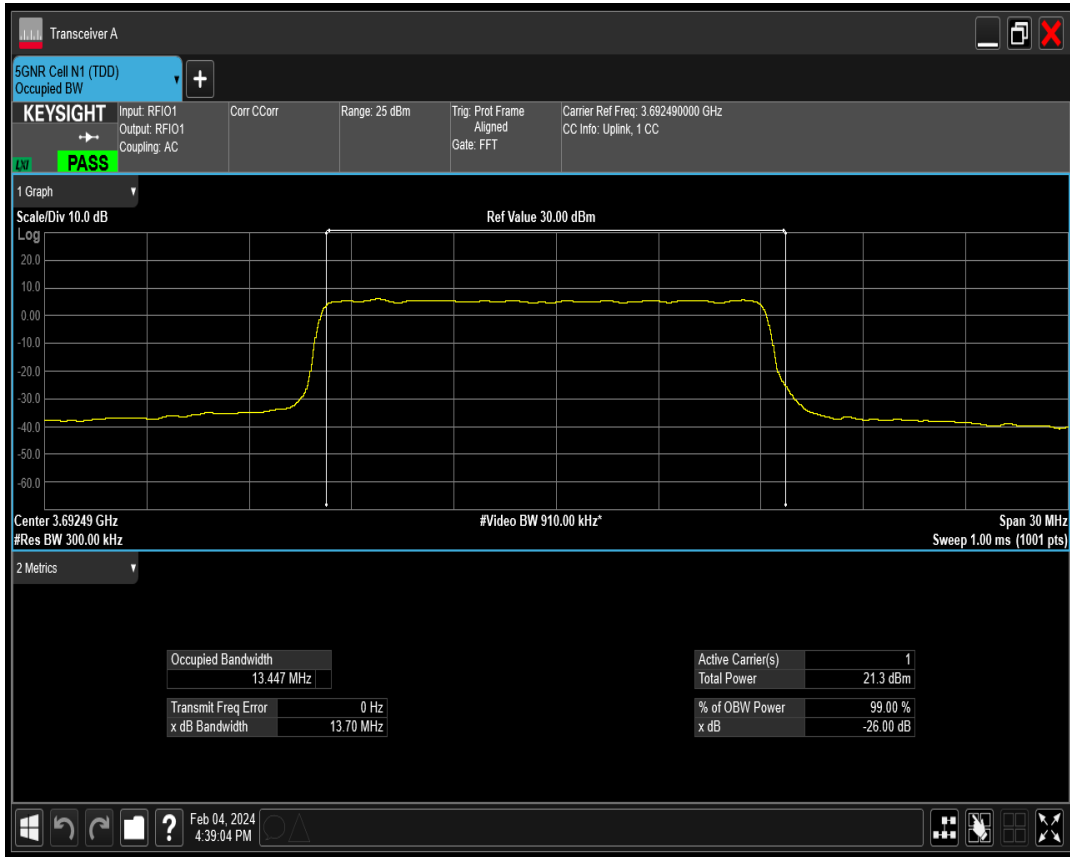 Transceiver A
5GNR Cell N1 (TDD)
Occupied BW
+
KEYSIGHT
LXI
PASS
Input: RFIO1
Output: RFIO1
Coupling: AC
Corr CCorr
Range: 25 dBm
Trig: Prot Frame
Aligned
Gate: FFT
Carrier Ref Freq: 3.692490000 GHz
CC Info: Uplink, 1 CC
1 Graph
Scale/Div 10.0 dB
Ref Value 30.00 dBm
Log
20.0
10.0
0.00
-10.0
-20.0
-30.0
-40.0
-50.0
-60.0
Center 3.69249 GHz
#Video BW 910.00 kHz*
Span 30 MHz
#Res BW 300.00 kHz
Sweep 1.00 ms (1001 pts)
2 Metrics
Occupied Bandwidth
13.447 MHz
Transmit Freq Error 0 Hz
x dB Bandwidth 13.70 MHz
Active Carrier(s) 1
Total Power 21.3 dBm
% of OBW Power 99.00 %
x dB -26.00 dB
?
Feb 04, 2024
4:39:04 PM